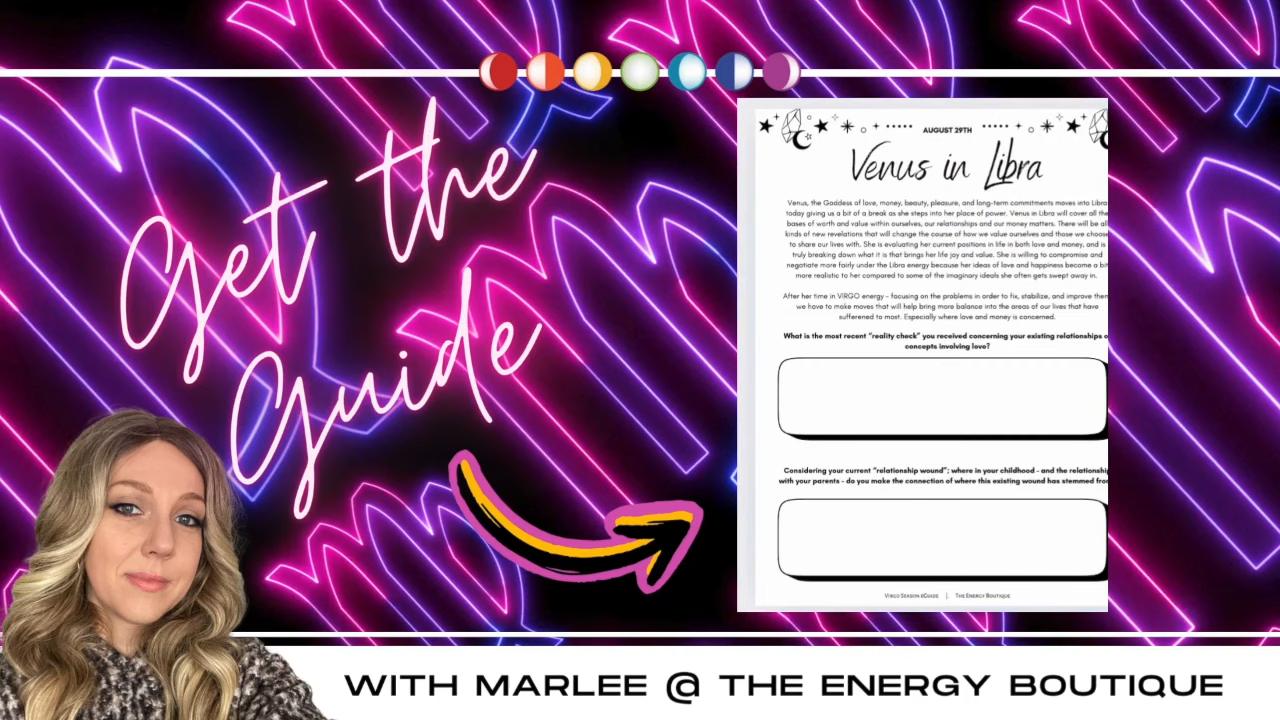 Get the
Guide
AUGUST 29TH
Venus in Libra
Venus, the Goddess of love, money, beauty, pleasure, and long-term commitments moves into Libra
today giving us a bit of a break as she steps into her place of power. Venus in Libra will cover all the
bases of worth and value within ourselves, our relationships and our money matters. There will be all
kinds of new revelations that will change the course of how we value ourselves and those we choose
to share our lives with. She is evaluating her current positions in life in both love and money, and is
truly breaking down what it is that brings her life joy and value. She is willing to compromise and
negotiate more fairly under the Libra energy because her ideas of love and happiness become a bit
more realistic to her compared to some of the imaginary ideals she often gets swept away in.
After her time in VIRGO energy - focusing on the problems in order to fix, stabilize, and improve them
we have to make moves that will help bring more balance into the areas of our lives that have
sufferened to most. Especially where love and money is concerned.
What is the most recent "reality check" you received concerning your existing relationships o
concepts involving love?
Considering your current "relationship wound"; where in your childhood - and the relationship
with your parents - do you make the connection of where this existing wound has stemmed from
VIRGO SEASON EGUIDE | THE ENERGY BOUTIQUE
WITH MARLEE @ THE ENERGY BOUTIQUE